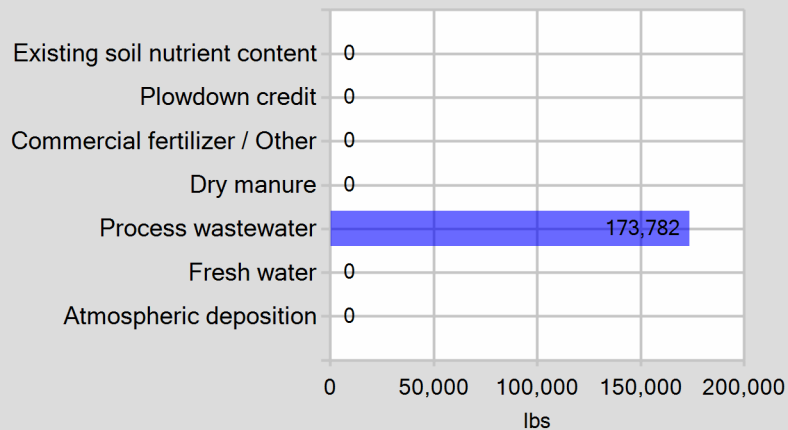 Existing soil nutrient content 0
Plowdown credit 0
Commercial fertilizer / Other 0
Dry manure 0
Process wastewater 173,782
Fresh water 0
Atmospheric deposition 0
0 50,000 100,000 150,000 200,000
lbs